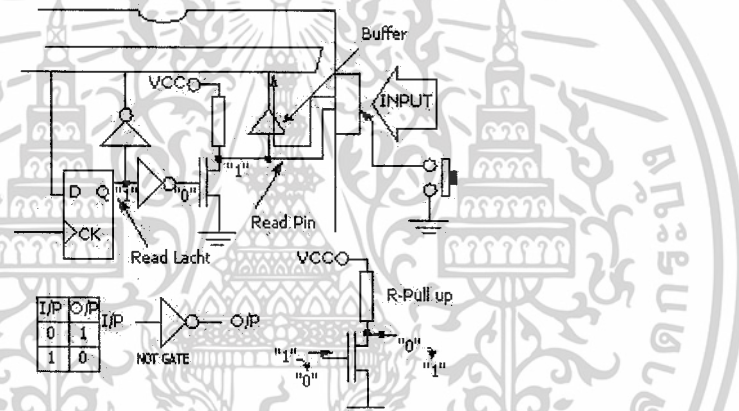 Buffer
VCC
INPUT
"1"
D Q
"1"
"0"
CK
Read Pin
Read Lacht
VCC
R-Pull up
I/P O/P
0 1
1 0
I/P
O/P
NOT GATE
"1"
"0"
"0"
"1"